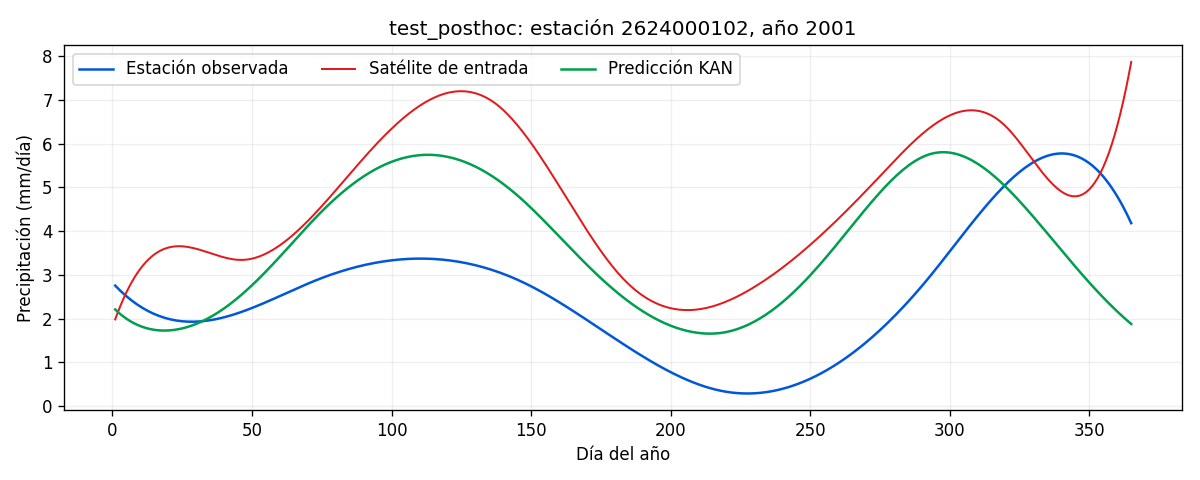 test_posthoc: estación 2624000102, año 2001
Estación observada
Satélite de entrada
Predicción KAN
Precipitación (mm/día)
8
7
6
5
4
3
2
1
0
0
50
100
150
200
250
300
350
Día del año